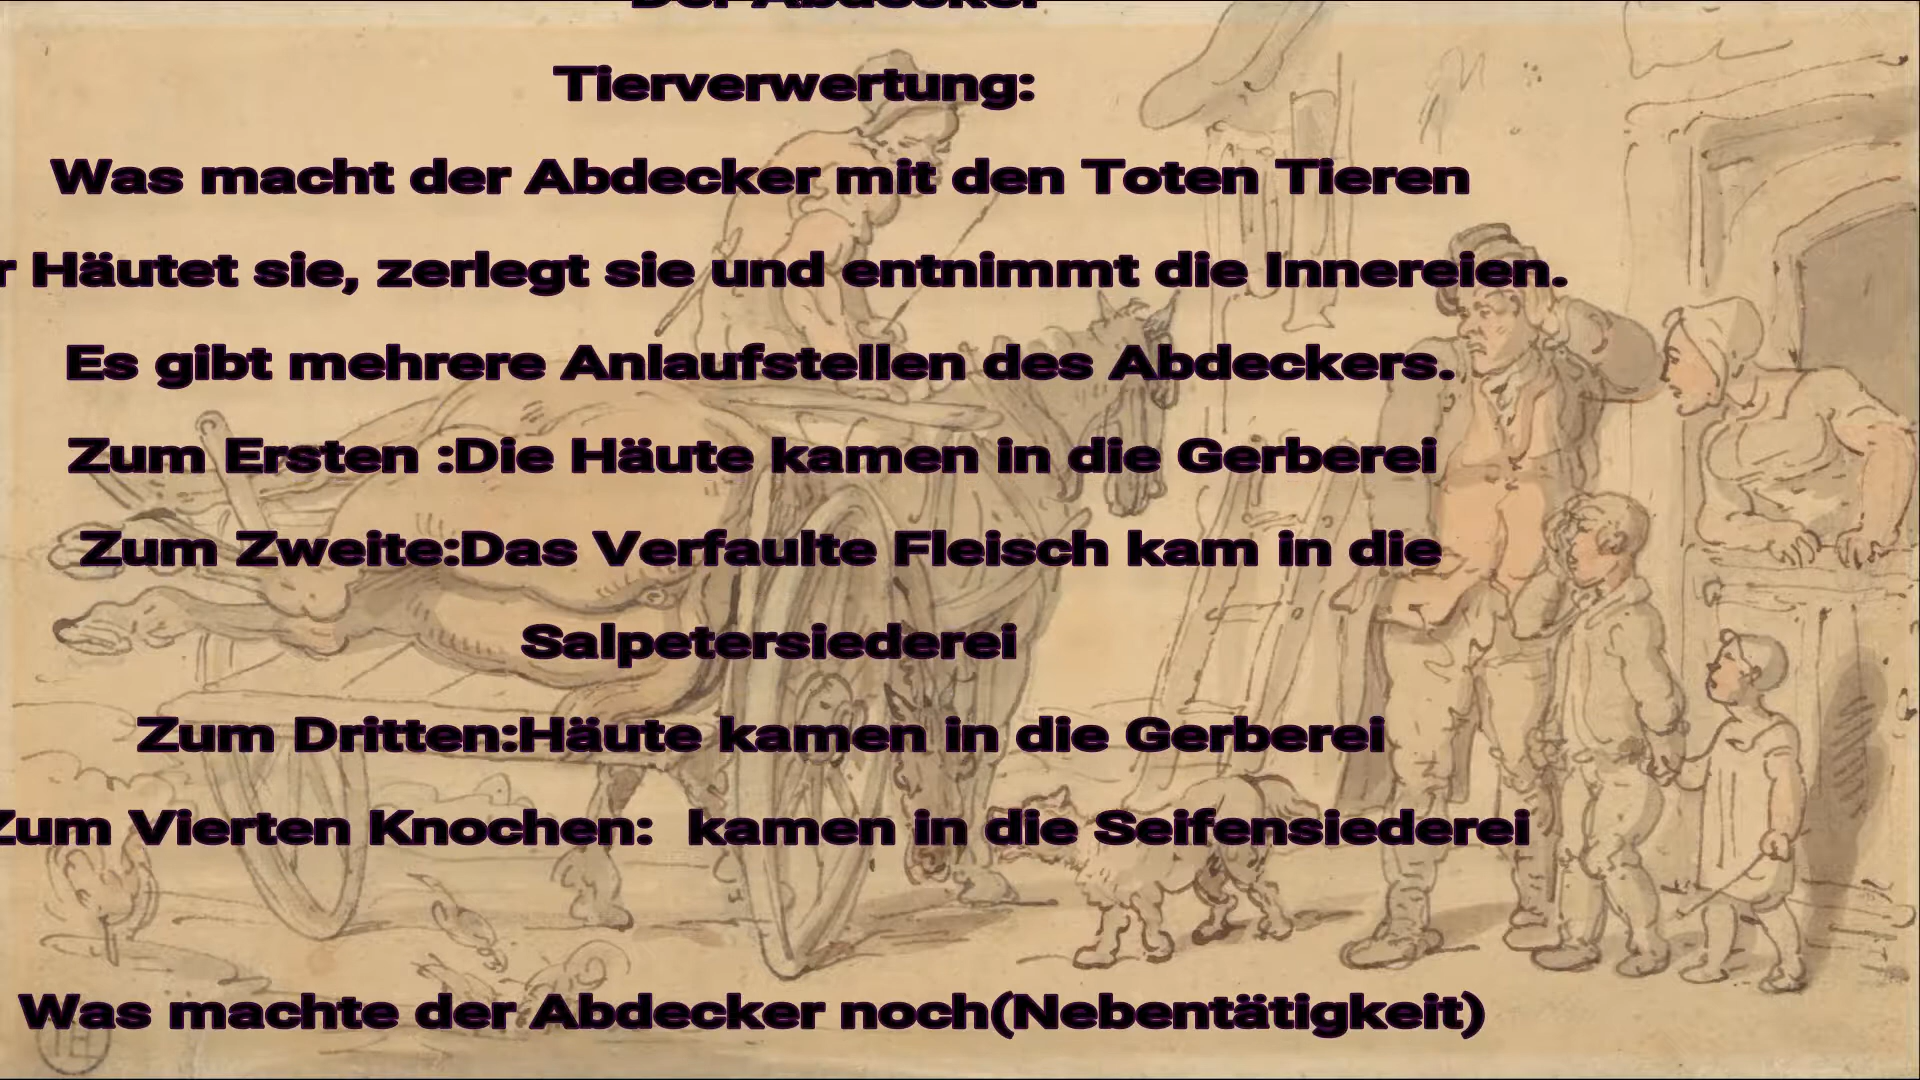 Der Abdecker
Tierverwertung:
Was macht der Abdecker mit den Toten Tieren
r Häutet sie, zerlegt sie und entnimmt die Innereien.
Es gibt mehrere Anlaufstellen des Abdeckers.
Zum Ersten :Die Häute kamen in die Gerberei
Zum Zweite:Das Verfaulte Fleisch kam in die
Salpetersiederei
Zum Dritten:Häute kamen in die Gerberei
Zum Vierten Knochen:  kamen in die Seifensiederei
Was machte der Abdecker noch(Nebentätigkeit)